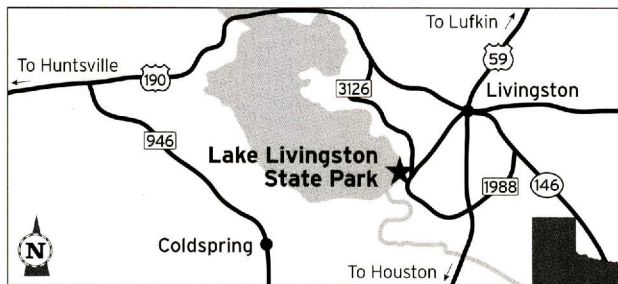 To Lufkin
To Huntsville
190
59
3126
Livingston
946
Lake Livingston
State Park
1988
146
Coldspring
N
To Houston